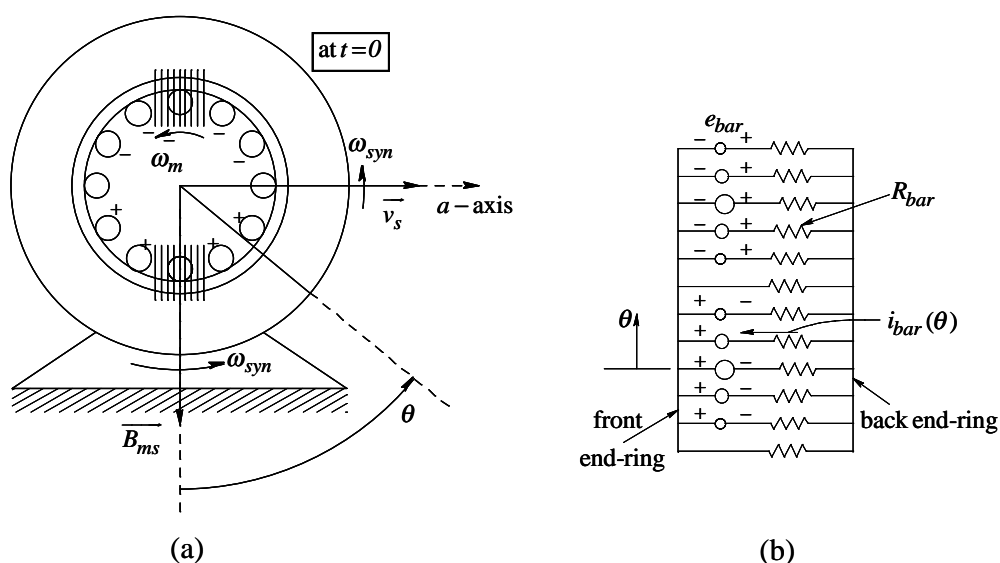 at t=0
− − − − −
ω_m
− −
ω_syn
v_s
a − axis
+ + + +
ω_syn
B_ms
θ
(a)
e_bar
− +
− +
− +
R_bar
− +
− +
+ −
θ
i_bar(θ)
+ −
+ −
+ −
+ −
front
end-ring
back end-ring
(b)